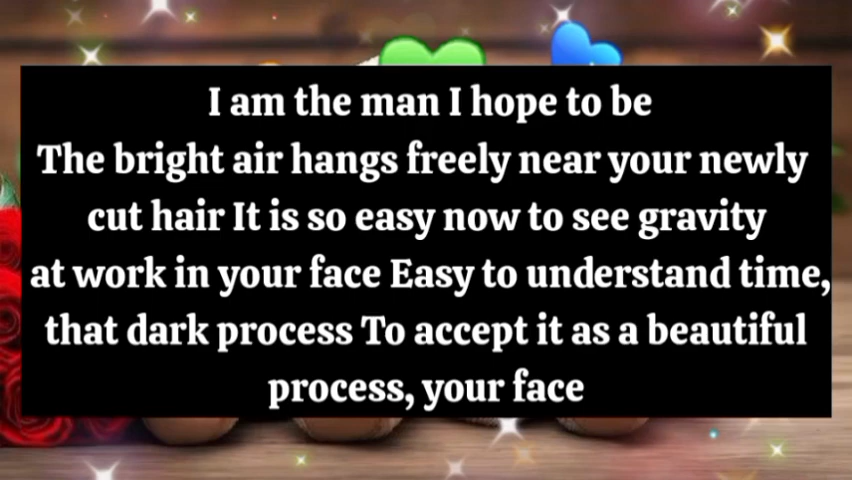 I am the man I hope to be
The bright air hangs freely near your newly
cut hair It is so easy now to see gravity
at work in your face Easy to understand time,
that dark process To accept it as a beautiful
process, your face